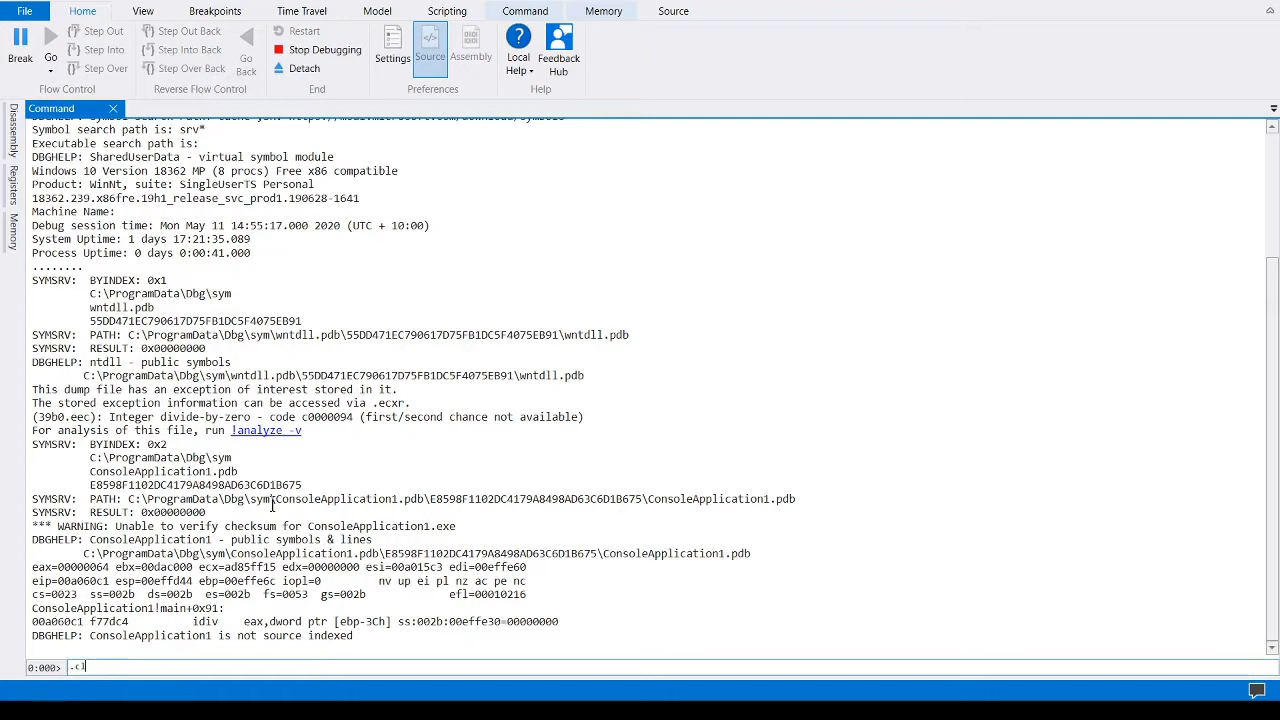 File Home View Breakpoints Time Travel Model Scripting Command Memory Source
Break
Go
Step Out
Step Into
Step Over
Flow Control
Step Out Back
Step Into Back
Step Over Back
Go Back
Reverse Flow Control
Restart
Stop Debugging
Detach
End
Settings
Source
Assembly
Preferences
Local Help
Feedback Hub
Help
Command
Disassembly
Registers
Memory
Symbol search path is: srv*
Executable search path is:
DBGHELP: SharedUserData - virtual symbol module
Windows 10 Version 18362 MP (8 procs) Free x86 compatible
Product: WinNt, suite: SingleUserTS Personal
18362.239.x86fre.19h1_release_svc_prod1.190628-1641
Machine Name:
Debug session time: Mon May 11 14:55:17.000 2020 (UTC + 10:00)
System Uptime: 1 days 17:21:35.089
Process Uptime: 0 days 0:00:41.000
........
SYMSRV: BYINDEX: 0x1
C:\ProgramData\Dbg\sym
wntdll.pdb
55DD471EC790617D75FB1DC5F4075EB91
SYMSRV: PATH: C:\ProgramData\Dbg\sym\wntdll.pdb\55DD471EC790617D75FB1DC5F4075EB91\wntdll.pdb
SYMSRV: RESULT: 0x00000000
DBGHELP: ntdll - public symbols
C:\ProgramData\Dbg\sym\wntdll.pdb\55DD471EC790617D75FB1DC5F4075EB91\wntdll.pdb
This dump file has an exception of interest stored in it.
The stored exception information can be accessed via .ecxr.
(39b0.eec): Integer divide-by-zero - code c0000094 (first/second chance not available)
For analysis of this file, run !analyze -v
SYMSRV: BYINDEX: 0x2
C:\ProgramData\Dbg\sym
ConsoleApplication1.pdb
E8598F1102DC4179A8498AD63C6D1B675
SYMSRV: PATH: C:\ProgramData\Dbg\sym\ConsoleApplication1.pdb\E8598F1102DC4179A8498AD63C6D1B675\ConsoleApplication1.pdb
SYMSRV: RESULT: 0x00000000
*** WARNING: Unable to verify checksum for ConsoleApplication1.exe
DBGHELP: ConsoleApplication1 - public symbols & lines
C:\ProgramData\Dbg\sym\ConsoleApplication1.pdb\E8598F1102DC4179A8498AD63C6D1B675\ConsoleApplication1.pdb
eax=00000064 ebx=00dac000 ecx=ad85ff15 edx=00000000 esi=00a015c3 edi=00effe60
eip=00a060c1 esp=00effd44 ebp=00effe6c iopl=0 nv up ei pl nz ac pe nc
cs=0023 ss=002b ds=002b es=002b fs=0053 gs=002b efl=00010216
ConsoleApplication1!main+0x91:
00a060c1 f77dc4 idiv eax,dword ptr [ebp-3Ch] ss:002b:00effe30=00000000
DBGHELP: ConsoleApplication1 is not source indexed
0:000> .cl